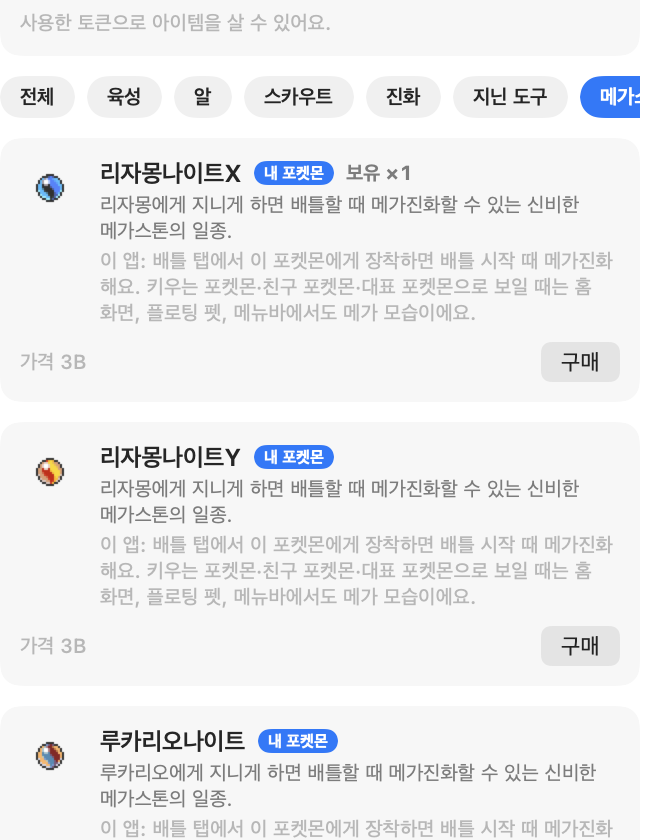 사용한 토큰으로 아이템을 살 수 있어요.
전체 육성 알 스카우트 진화 지닌 도구 메가스
리자몽나이트X 내 포켓몬 보유 ×1
리자몽에게 지니게 하면 배틀할 때 메가진화할 수 있는 신비한
메가스톤의 일종.
이 앱: 배틀 탭에서 이 포켓몬에게 장착하면 배틀 시작 때 메가진화
해요. 키우는 포켓몬·친구 포켓몬·대표 포켓몬으로 보일 때는 홈
화면, 플로팅 펫, 메뉴바에서도 메가 모습이에요.
가격 3B 구매
리자몽나이트Y 내 포켓몬
리자몽에게 지니게 하면 배틀할 때 메가진화할 수 있는 신비한
메가스톤의 일종.
이 앱: 배틀 탭에서 이 포켓몬에게 장착하면 배틀 시작 때 메가진화
해요. 키우는 포켓몬·친구 포켓몬·대표 포켓몬으로 보일 때는 홈
화면, 플로팅 펫, 메뉴바에서도 메가 모습이에요.
가격 3B 구매
루카리오나이트 내 포켓몬
루카리오에게 지니게 하면 배틀할 때 메가진화할 수 있는 신비한
메가스톤의 일종.
이 앱: 배틀 탭에서 이 포켓몬에게 장착하면 배틀 시작 때 메가진화